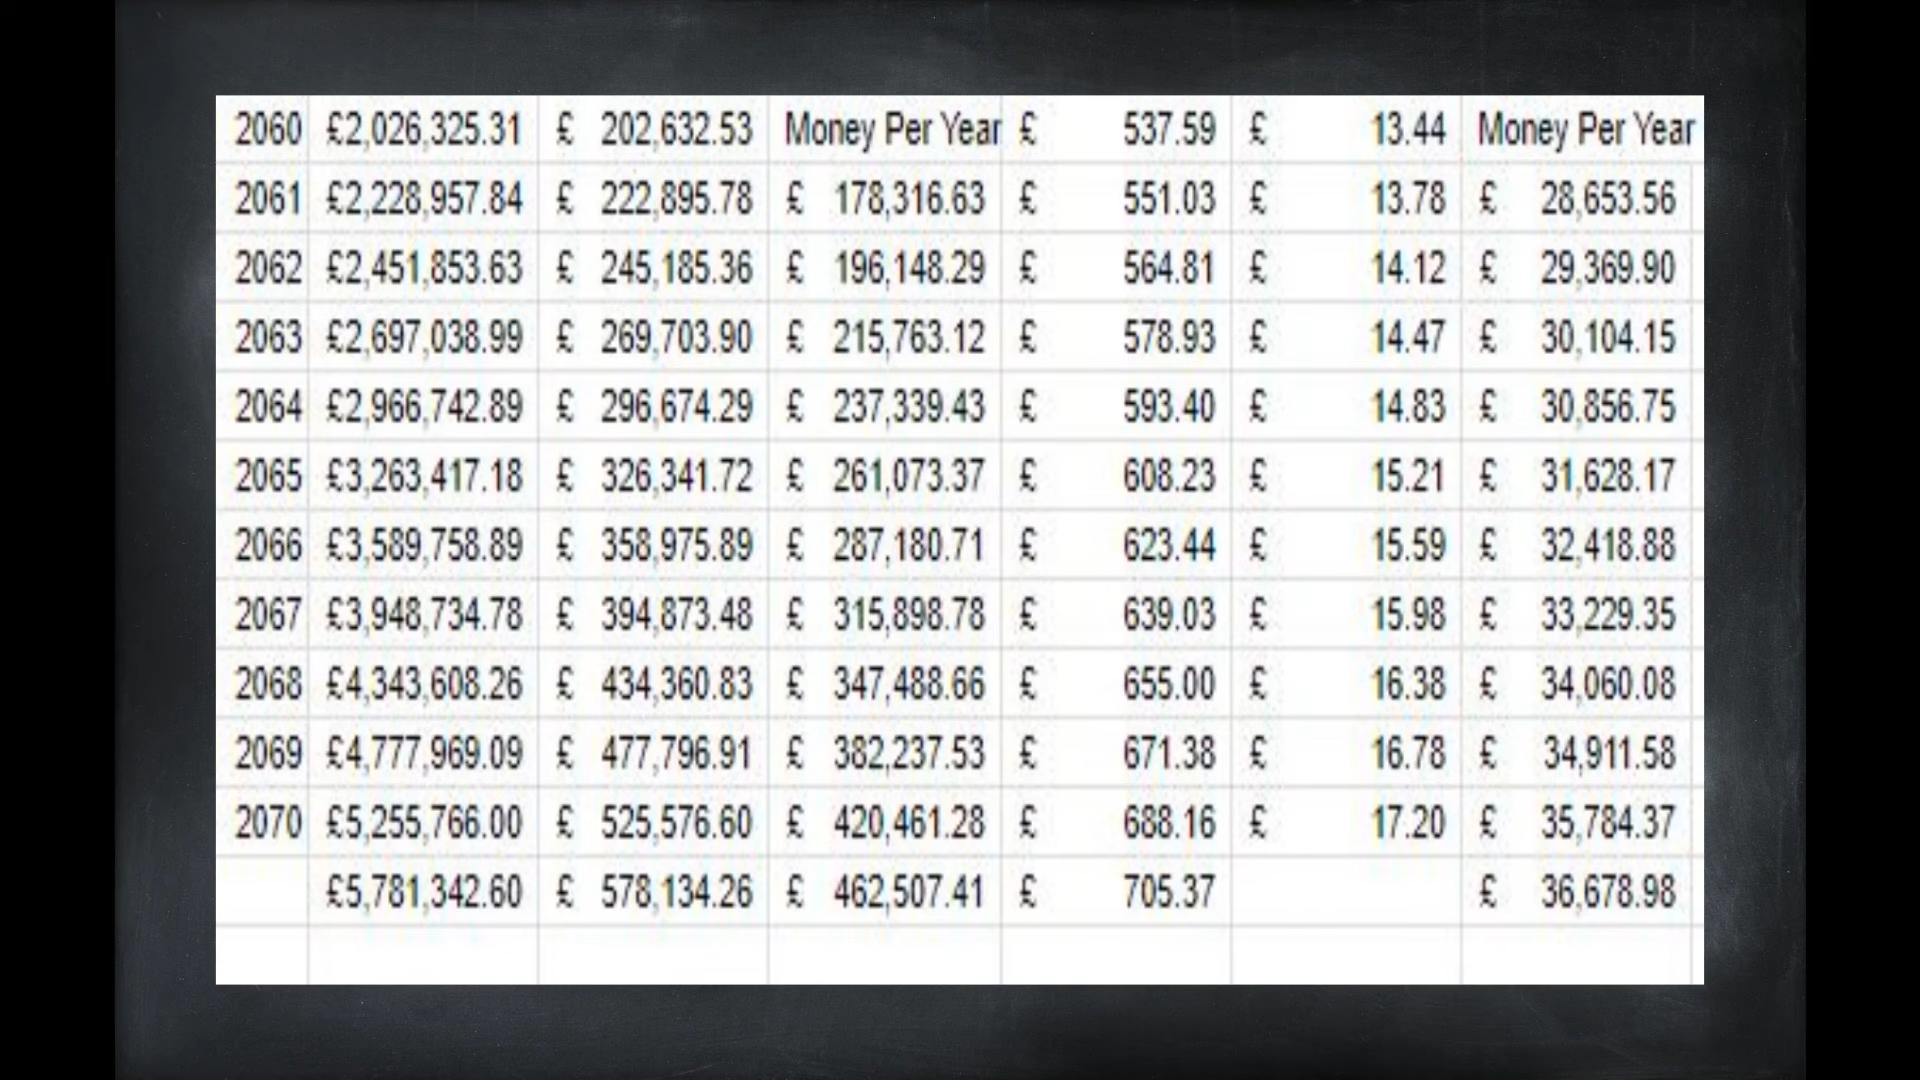 2060 £2,026,325.31 £ 202,632.53 Money Per Year £ 537.59 £ 13.44 Money Per Year
2061 £2,228,957.84 £ 222,895.78 £ 178,316.63 £ 551.03 £ 13.78 £ 28,653.56
2062 £2,451,853.63 £ 245,185.36 £ 196,148.29 £ 564.81 £ 14.12 £ 29,369.90
2063 £2,697,038.99 £ 269,703.90 £ 215,763.12 £ 578.93 £ 14.47 £ 30,104.15
2064 £2,966,742.89 £ 296,674.29 £ 237,339.43 £ 593.40 £ 14.83 £ 30,856.75
2065 £3,263,417.18 £ 326,341.72 £ 261,073.37 £ 608.23 £ 15.21 £ 31,628.17
2066 £3,589,758.89 £ 358,975.89 £ 287,180.71 £ 623.44 £ 15.59 £ 32,418.88
2067 £3,948,734.78 £ 394,873.48 £ 315,898.78 £ 639.03 £ 15.98 £ 33,229.35
2068 £4,343,608.26 £ 434,360.83 £ 347,488.66 £ 655.00 £ 16.38 £ 34,060.08
2069 £4,777,969.09 £ 477,796.91 £ 382,237.53 £ 671.38 £ 16.78 £ 34,911.58
2070 £5,255,766.00 £ 525,576.60 £ 420,461.28 £ 688.16 £ 17.20 £ 35,784.37
£5,781,342.60 £ 578,134.26 £ 462,507.41 £ 705.37 £ 36,678.98